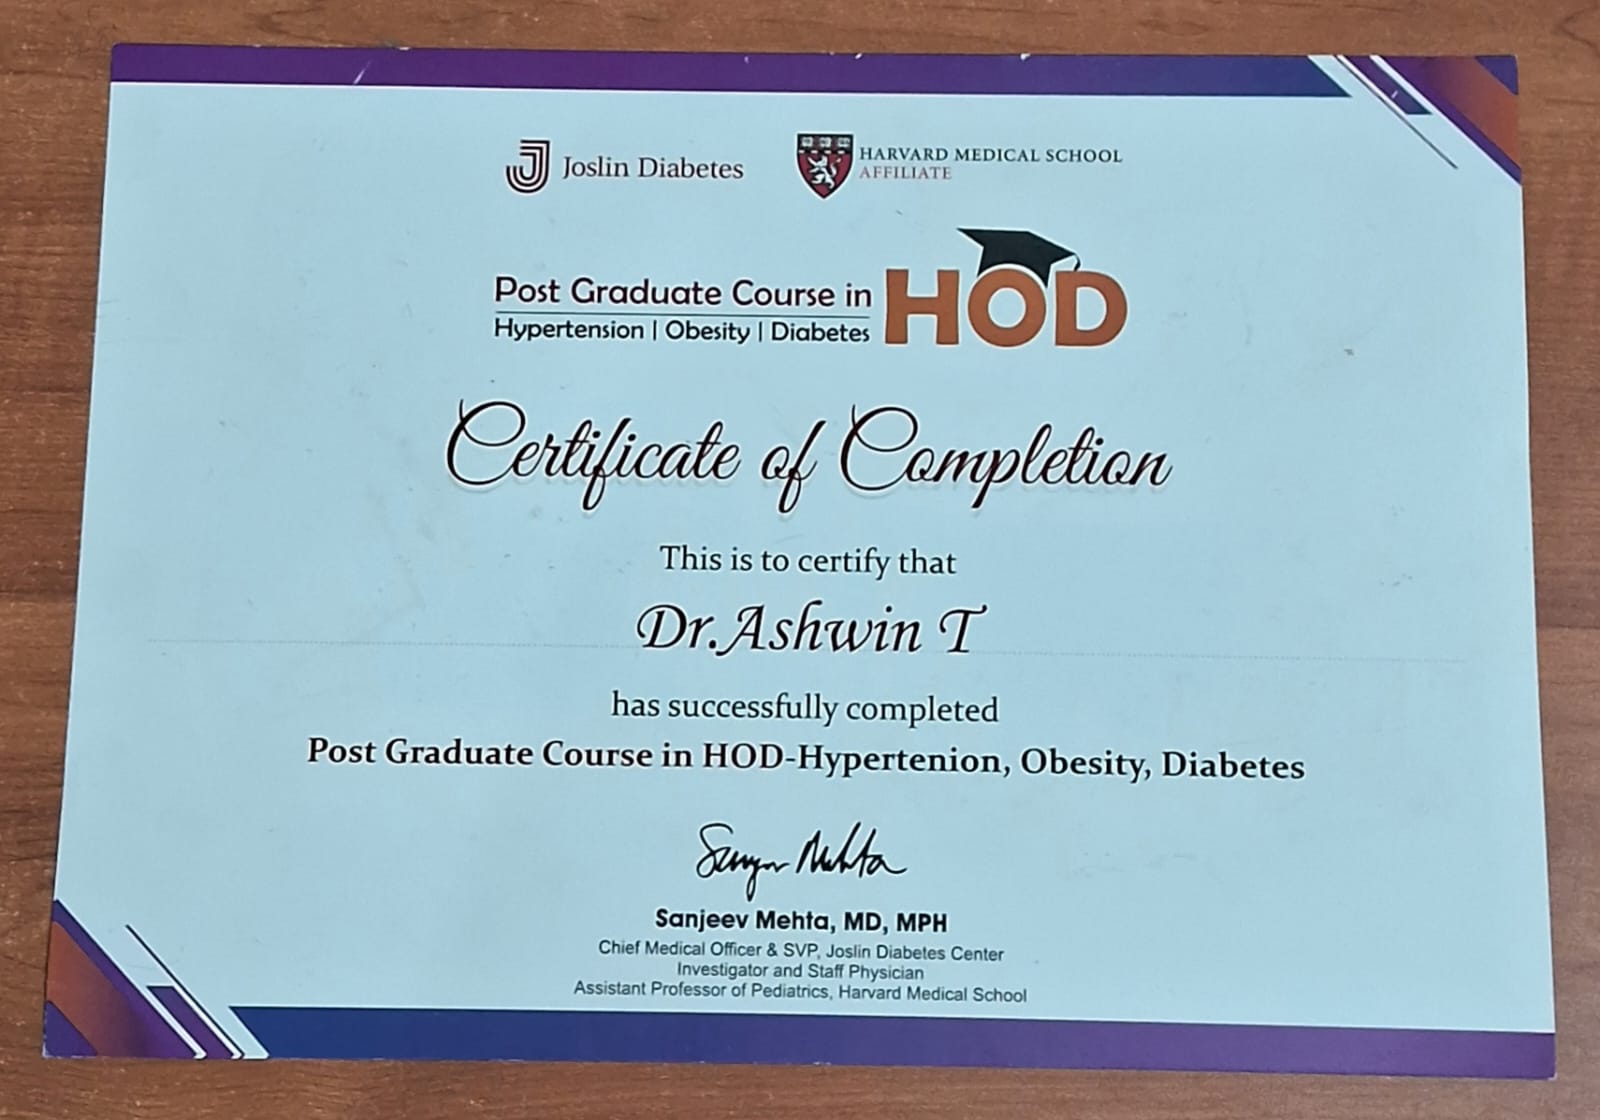 Joslin Diabetes
HARVARD MEDICAL SCHOOL
AFFILIATE
Post Graduate Course in
Hypertension | Obesity | Diabetes
HOD
Certificate of Completion
This is to certify that
Dr.Ashwin T
has successfully completed
Post Graduate Course in HOD-Hypertenion, Obesity, Diabetes
Sanjeev Mehta
Sanjeev Mehta, MD, MPH
Chief Medical Officer & SVP, Joslin Diabetes Center
Investigator and Staff Physician
Assistant Professor of Pediatrics, Harvard Medical School